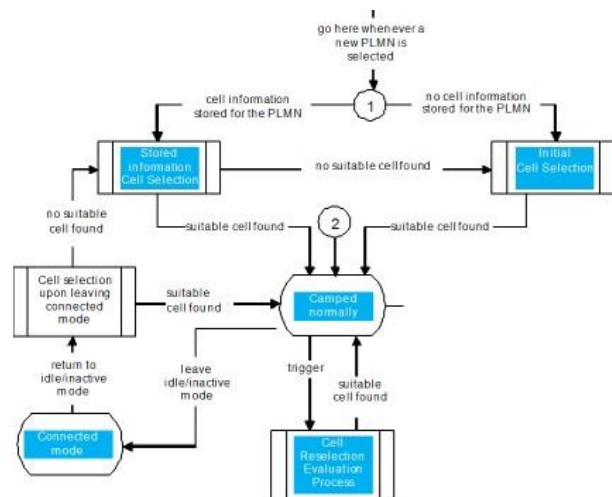 go here whenever a
new PLMN is
selected
1
cell information
stored for the PLMN
no cell information
stored for the PLMN
Stored
information
Cell Selection
no suitable cell found
Initial
Cell Selection
no suitable
cell found
suitable cell found
2
suitable cell found
Cell selection
upon leaving
connected
mode
suitable
cell found
Camped
normally
return to
idle/inactive
mode
leave
idle/inactive
mode
trigger
suitable
cell found
Connected
mode
Cell
Reselection
Evaluation
Process